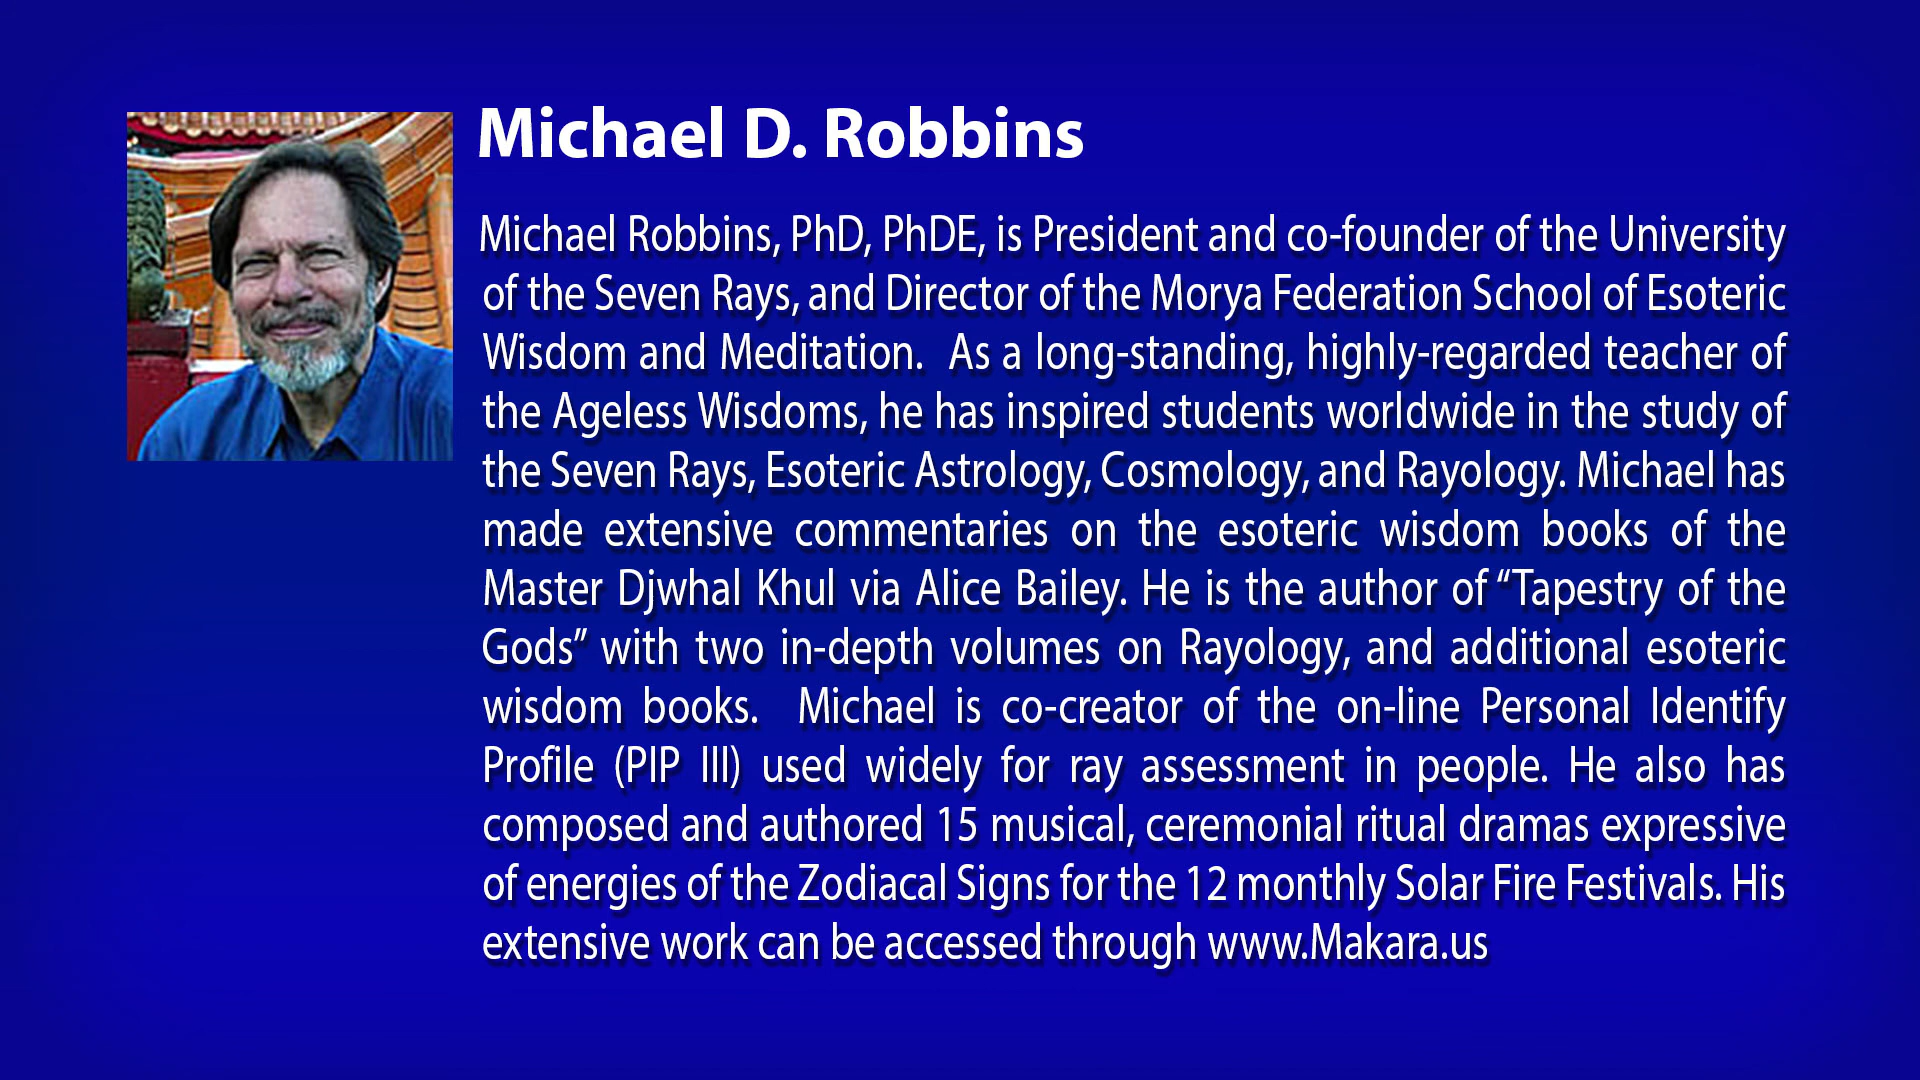 Michael D. Robbins
Michael Robbins, PhD, PhDE, is President and co-founder of the University
of the Seven Rays, and Director of the Morya Federation School of Esoteric
Wisdom and Meditation.  As a long-standing, highly-regarded teacher of
the Ageless Wisdoms, he has inspired students worldwide in the study of
the Seven Rays, Esoteric Astrology, Cosmology, and Rayology. Michael has
made extensive commentaries on the esoteric wisdom books of the
Master Djwhal Khul via Alice Bailey. He is the author of “Tapestry of the
Gods” with two in-depth volumes on Rayology, and additional esoteric
wisdom books.  Michael is co-creator of the on-line Personal Identify
Profile (PIP III) used widely for ray assessment in people. He also has
composed and authored 15 musical, ceremonial ritual dramas expressive
of energies of the Zodiacal Signs for the 12 monthly Solar Fire Festivals. His
extensive work can be accessed through www.Makara.us